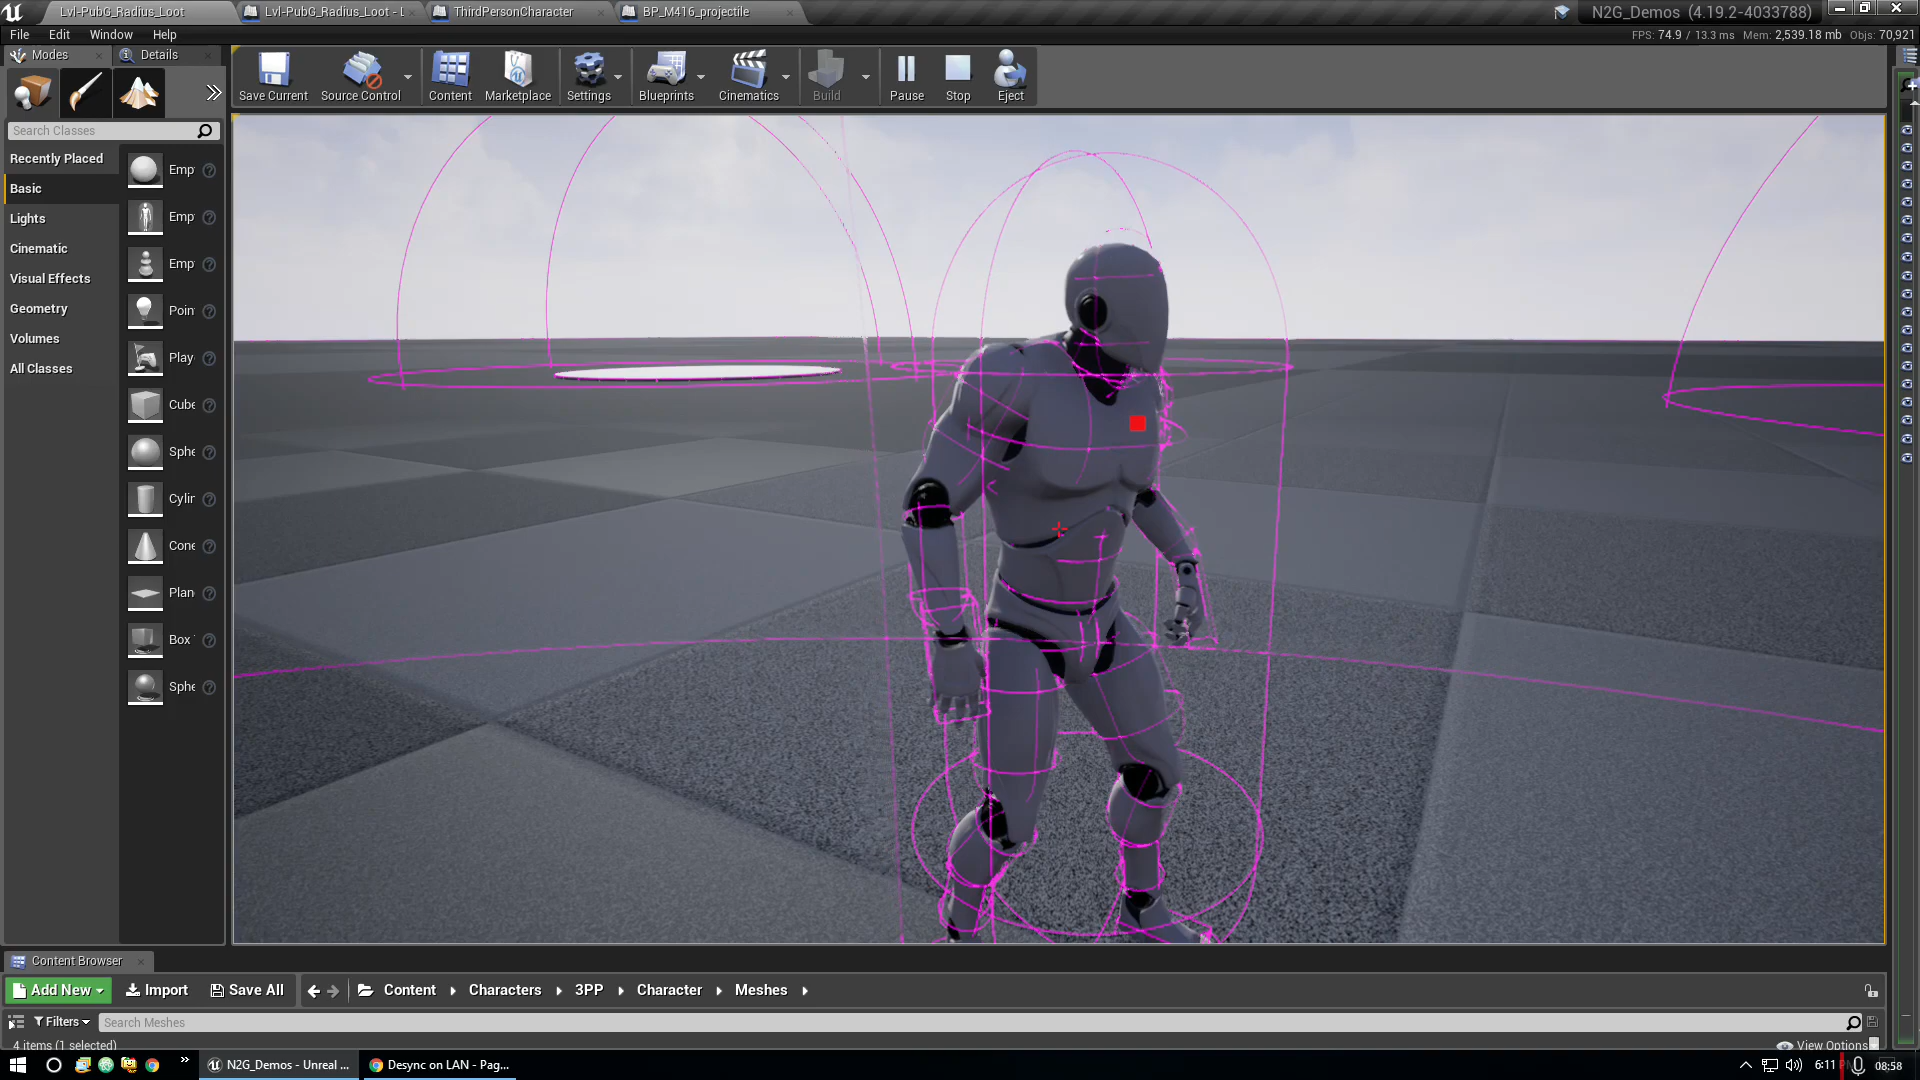 Lvl-PubG_Radius_Loot
Lvl-PubG_Radius_Loot - L
ThirdPersonCharacter
BP_M416_projectile
N2G_Demos (4.19.2-4033788)
File Edit Window Help
FPS: 74.9 / 13.3 ms Mem: 2,539.18 mb Objs: 70,921
Modes
Details
Save Current
Source Control
Content
Marketplace
Settings
Blueprints
Cinematics
Build
Pause
Stop
Eject
Search Classes
Recently Placed
Basic
Lights
Cinematic
Visual Effects
Geometry
Volumes
All Classes
Emp
Emp
Emp
Poin
Play
Cube
Sphe
Cylin
Cone
Plan
Box
Sphe
Content Browser
Add New
Import
Save All
Content
Characters
3PP
Character
Meshes
Filters
Search Meshes
4 items (1 selected)
View Options
N2G_Demos - Unreal ...
Desync on LAN - Pag...
6:11
08:58